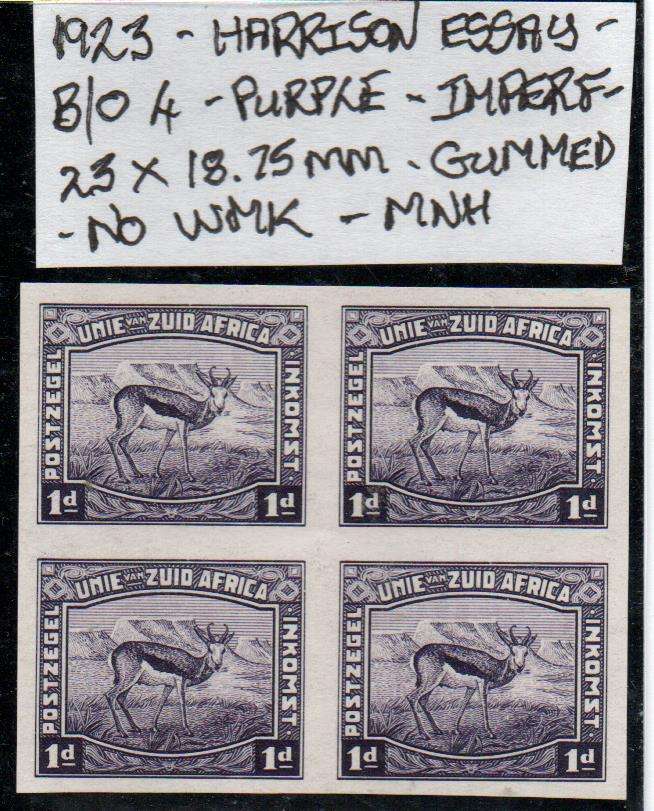 1923 - HARRISON ESSAY -
B/O 4 - PURPLE - IMPERF-
23 X 18.75MM. GUMMED
- NO WMK - MNH
UNIE VAN ZUID AFRICA
POSTZEGEL
INKOMST
1d 1d
UNIE VAN ZUID AFRICA
POSTZEGEL
INKOMST
1d 1d
UNIE VAN ZUID AFRICA
POSTZEGEL
INKOMST
1d 1d
UNIE VAN ZUID AFRICA
POSTZEGEL
INKOMST
1d 1d